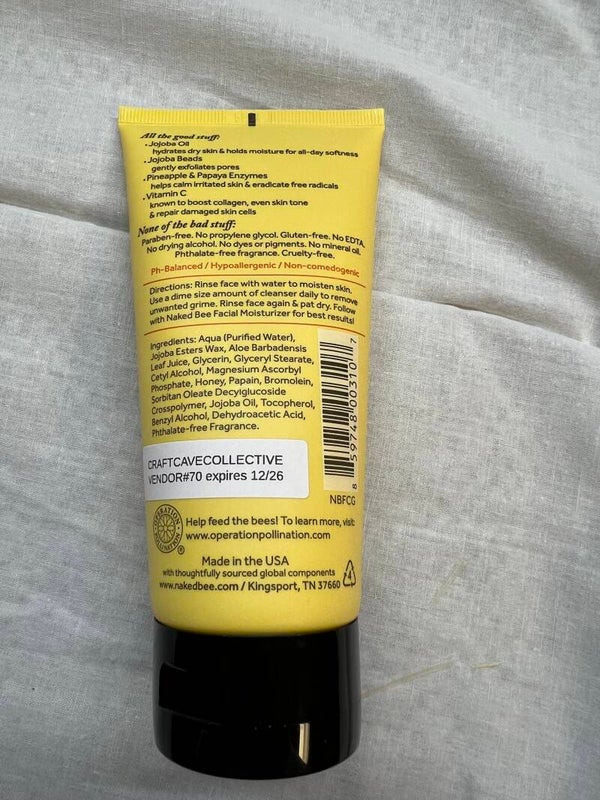 All the good stuff:
• Jojoba Oil
hydrates dry skin & holds moisture for all-day softness
• Jojoba Beads
gently exfoliates pores
• Pineapple & Papaya Enzymes
helps calm irritated skin & eradicate free radicals
• Vitamin C
known to boost collagen, even skin tone
& repair damaged skin cells
None of the bad stuff:
Paraben-free. No propylene glycol. Gluten-free. No EDTA.
No drying alcohol. No dyes or pigments. No mineral oil.
Phthalate-free fragrance. Cruelty-free.
Ph-Balanced / Hypoallergenic / Non-comedogenic
Directions: Rinse face with water to moisten skin.
Use a dime size amount of cleanser daily to remove
unwanted grime. Rinse face again & pat dry. Follow
with Naked Bee Facial Moisturizer for best results!
Ingredients: Aqua (Purified Water),
Jojoba Esters Wax, Aloe Barbadensis
Leaf Juice, Glycerin, Glyceryl Stearate,
Cetyl Alcohol, Magnesium Ascorbyl
Phosphate, Honey, Papain, Bromolein,
Sorbitan Oleate Decylglucoside
Crosspolymer, Jojoba Oil, Tocopherol,
Benzyl Alcohol, Dehydroacetic Acid,
Phthalate-free Fragrance.
8 59748 00310 7
NBFCG
CRAFTCAVECOLLECTIVE
VENDOR#70 expires 12/26
OPERATION POLLINATION
®
Help feed the bees! To learn more, visit:
www.operationpollination.com
Made in the USA
with thoughtfully sourced global components
www.nakedbee.com / Kingsport, TN 37660
4